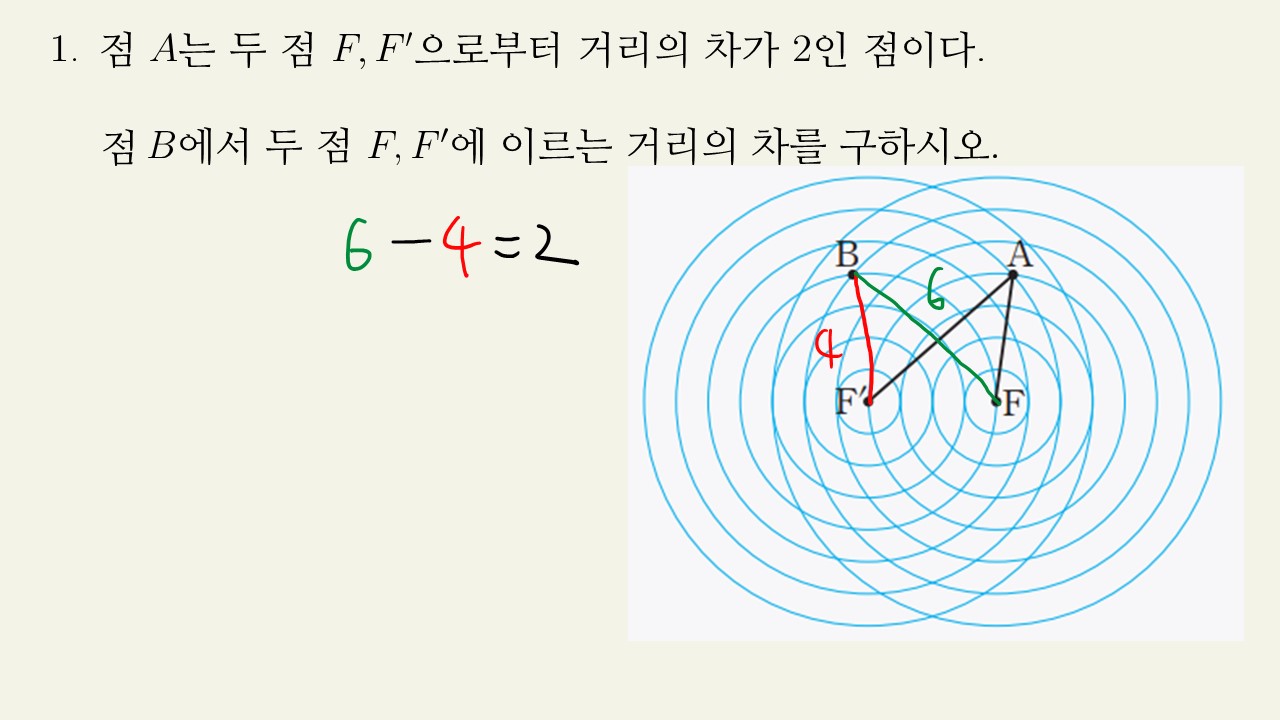 1. 점 A는 두 점 F, F′으로부터 거리의 차가 2인 점이다.
점 B에서 두 점 F, F′에 이르는 거리의 차를 구하시오.
6 − 4 = 2
B A
6
4
F′ F